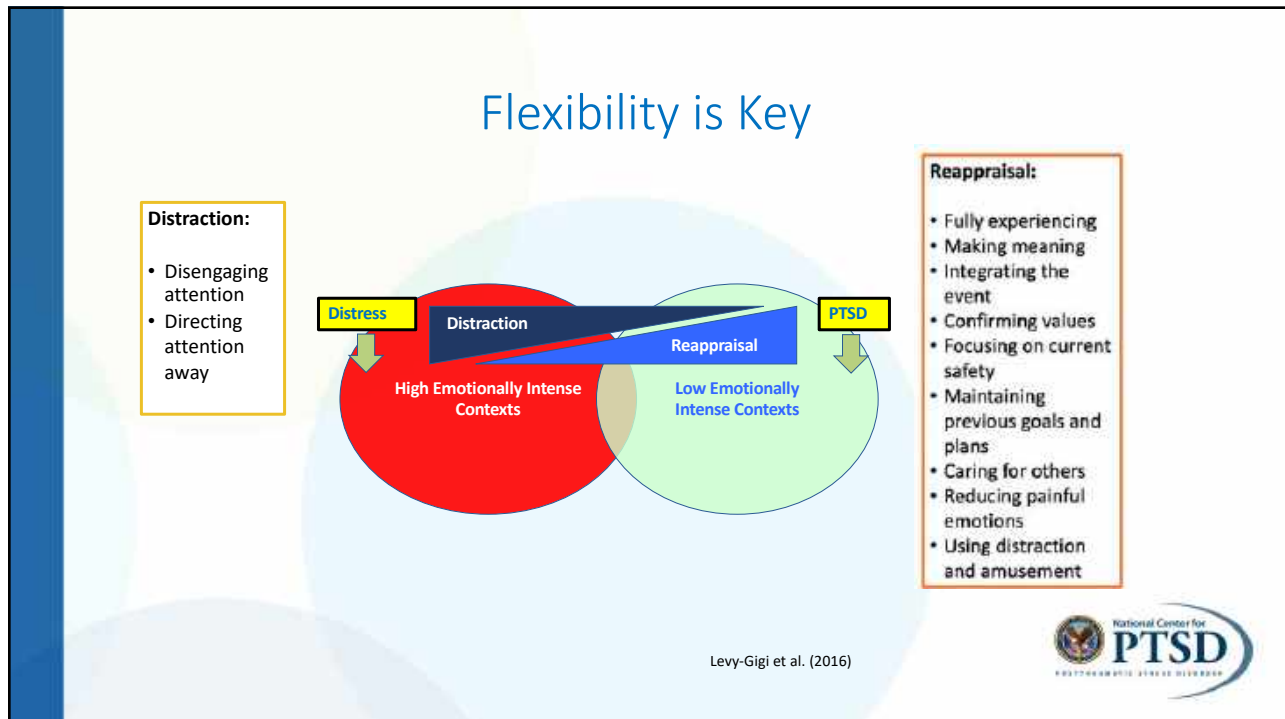 Flexibility is Key
Distraction:
• Disengaging
attention
• Directing
attention
away
Distress
Distraction
Reappraisal
PTSD
High Emotionally Intense
Contexts
Low Emotionally
Intense Contexts
Reappraisal:
• Fully experiencing
• Making meaning
• Integrating the
event
• Confirming values
• Focusing on current
safety
• Maintaining
previous goals and
plans
• Caring for others
• Reducing painful
emotions
• Using distraction
and amusement
Levy-Gigi et al. (2016)
National Center for
PTSD
POSTTRAUMATIC STRESS DISORDER